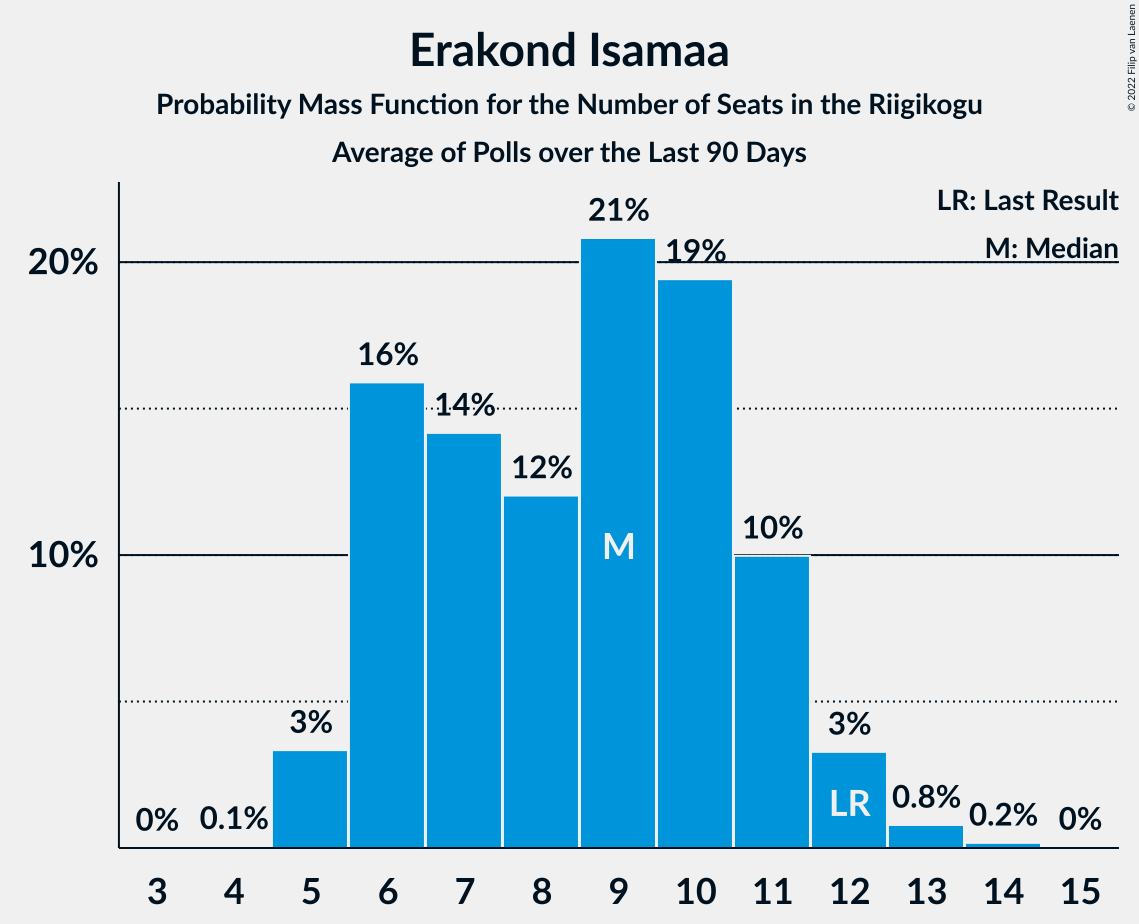 Erakond Isamaa
Probability Mass Function for the Number of Seats in the Riigikogu
Average of Polls over the Last 90 Days
© 2022 Filip van Laenen
LR: Last Result
M: Median
20%
10%
0%
0.1%
3%
16%
14%
12%
21%
19%
10%
3%
0.8%
0.2%
0%
M
LR
3 4 5 6 7 8 9 10 11 12 13 14 15